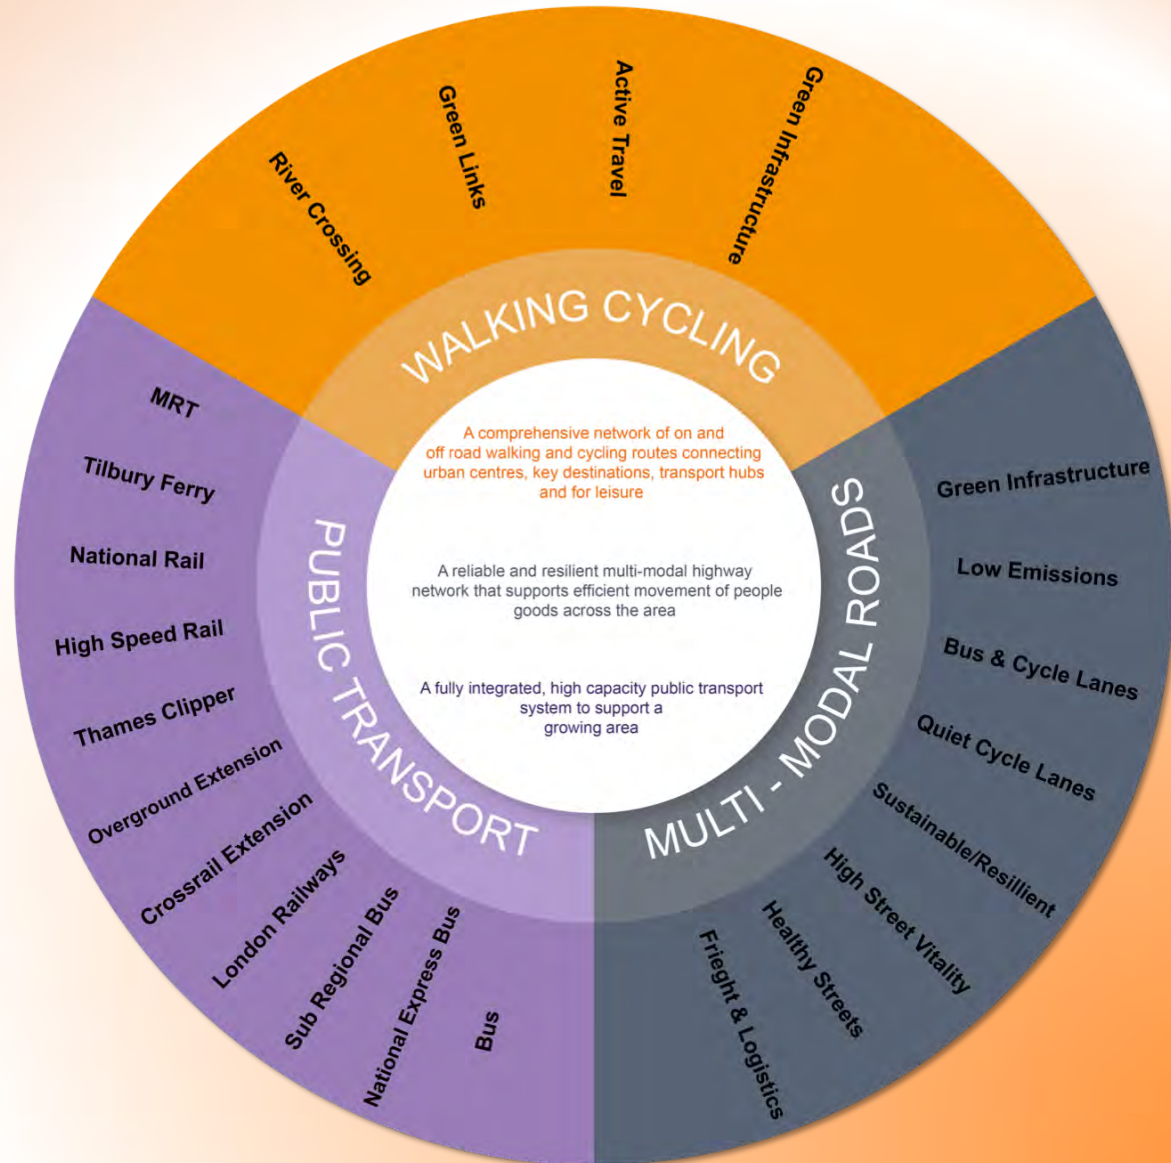 River Crossing
Green Links
Active Travel
Green Infrastructure
WALKING CYCLING
A comprehensive network of on and
off road walking and cycling routes connecting
urban centres, key destinations, transport hubs
and for leisure
A reliable and resilient multi-modal highway
network that supports efficient movement of people
goods across the area
A fully integrated, high capacity public transport
system to support a
growing area
MULTI - MODAL ROADS
Green Infrastructure
Low Emissions
Bus & Cycle Lanes
Quiet Cycle Lanes
Sustainable/Resillient
High Street Vitality
Healthy Streets
Frieght & Logistics
PUBLIC TRANSPORT
MRT
Tilbury Ferry
National Rail
High Speed Rail
Thames Clipper
Overground Extension
Crossrail Extension
London Railways
Sub Regional Bus
National Express Bus
Bus